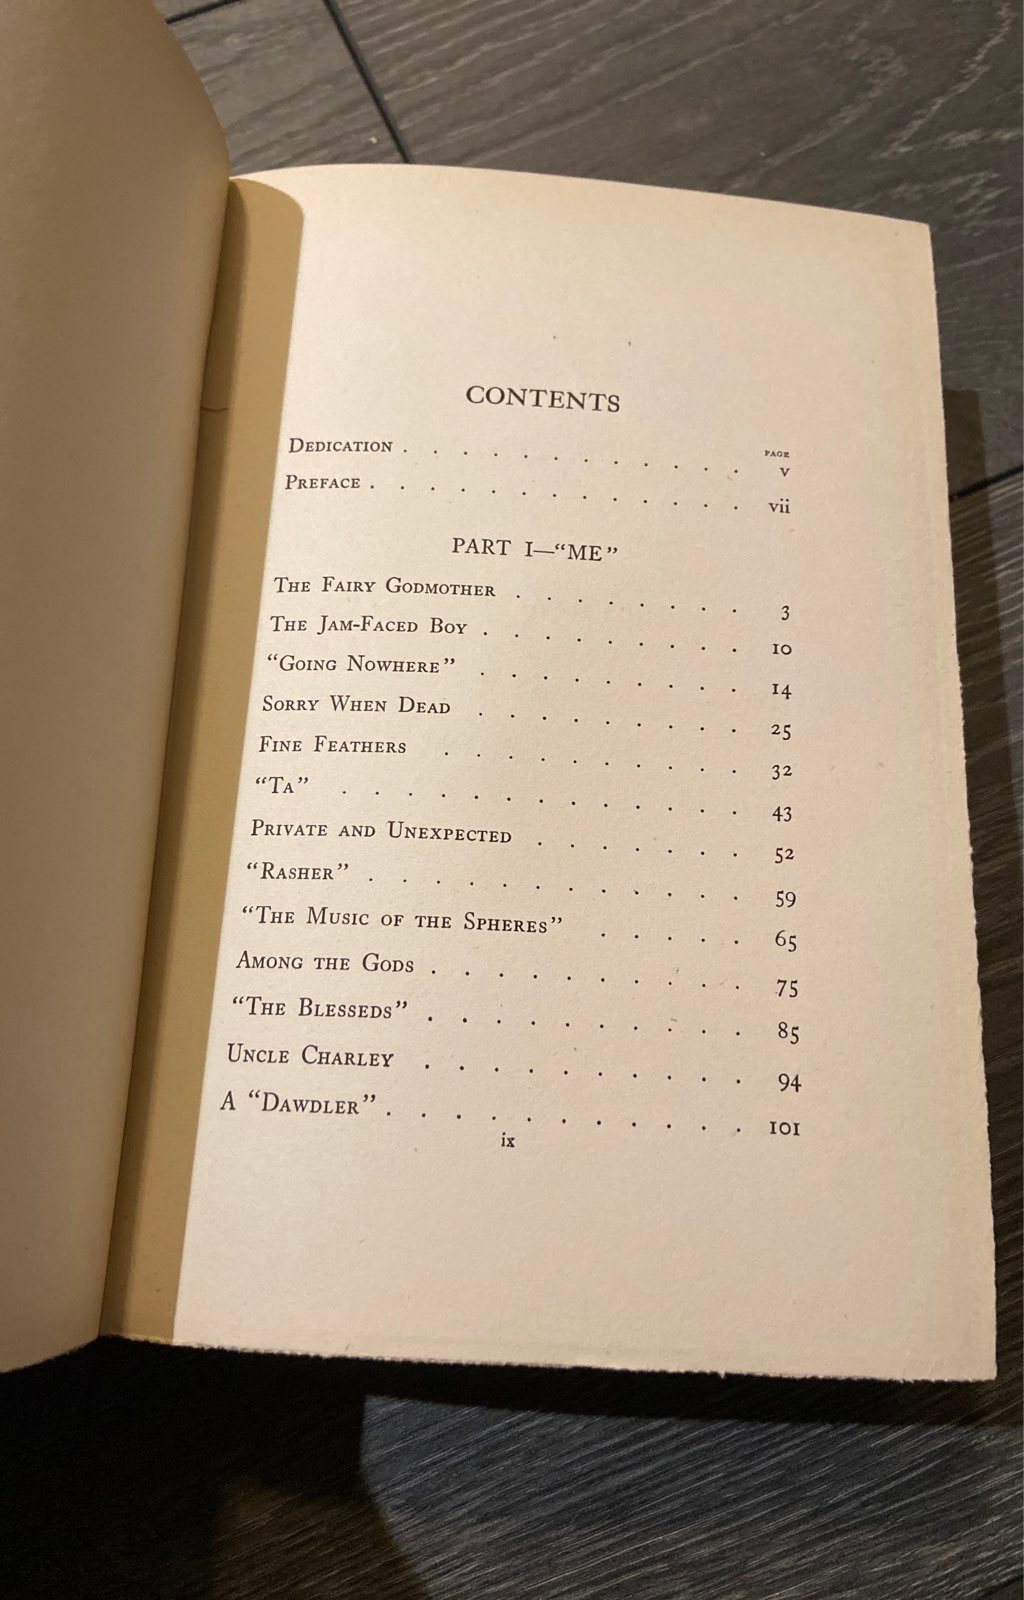 CONTENTS
PAGE
DEDICATION . . . . . . . . . . . . v
PREFACE . . . . . . . . . . . . . vii
PART I—“ME”
THE FAIRY GODMOTHER . . . . . . . . 3
THE JAM-FACED BOY . . . . . . . . . 10
“GOING NOWHERE” . . . . . . . . . 14
SORRY WHEN DEAD . . . . . . . . . 25
FINE FEATHERS . . . . . . . . . . 32
“TA” . . . . . . . . . . . . . 43
PRIVATE AND UNEXPECTED . . . . . . . 52
“RASHER” . . . . . . . . . . . . 59
“THE MUSIC OF THE SPHERES” . . . . . 65
AMONG THE GODS . . . . . . . . . . 75
“THE BLESSEDS” . . . . . . . . . . 85
UNCLE CHARLEY . . . . . . . . . . 94
A “DAWDLER” . . . . . . . . . . . 101
ix